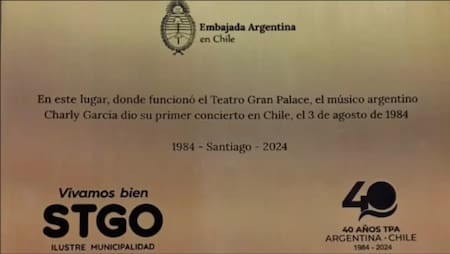 Embajada Argentina
en Chile
En este lugar, donde funcionó el Teatro Gran Palace, el músico argentino
Charly García dio su primer concierto en Chile, el 3 de agosto de 1984
1984 - Santiago - 2024
Vivamos bien
STGO
ILUSTRE MUNICIPALIDAD
40
40 AÑOS TPA
ARGENTINA - CHILE
1984 - 2024